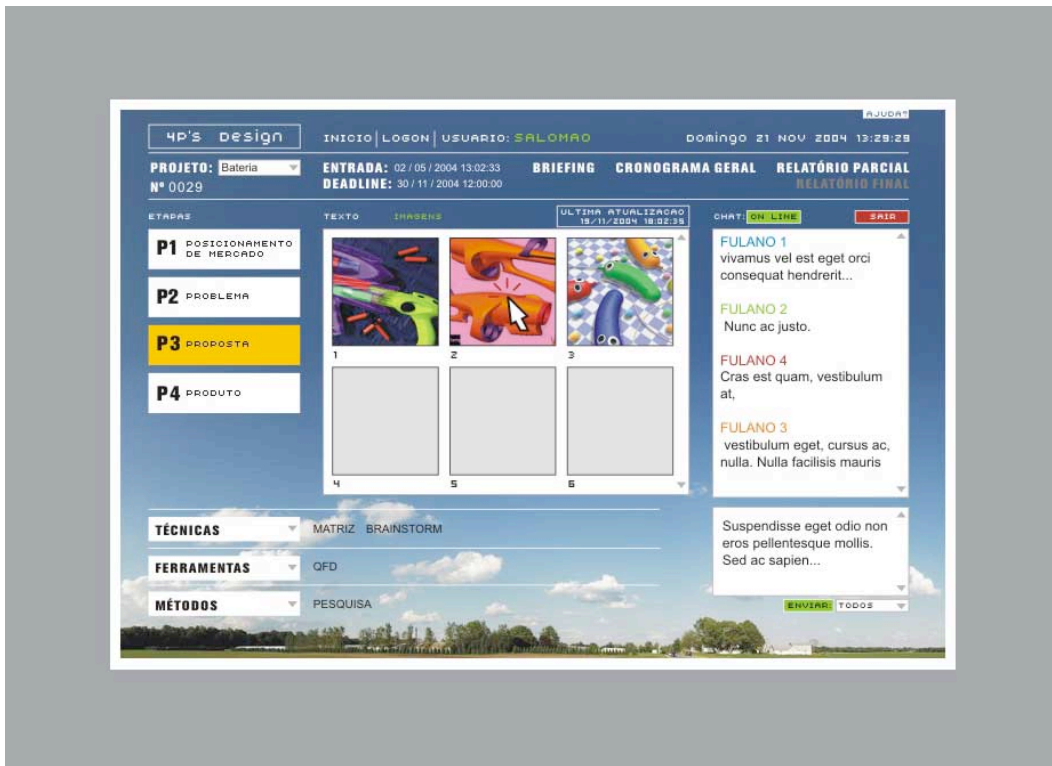 AJUDA?
4P'S Design
INICIO | LOGON | USUARIO: SALOMAO
Domingo 21 NOV 2004 13:29:29
PROJETO: Bateria
Nº 0029
ENTRADA: 02 / 05 / 2004 13:02:33
DEADLINE: 30 / 11 / 2004 12:00:00
BRIEFING
CRONOGRAMA GERAL
RELATÓRIO PARCIAL
RELATÓRIO FINAL
ETAPAS
P1 POSICIONAMENTO
DE MERCADO
P2 PROBLEMA
P3 PROPOSTA
P4 PRODUTO
TEXTO
IMAGENS
ULTIMA ATUALIZACAO
19/11/2004 18:02:35
1
2
3
4
5
6
CHAT: ON LINE
SAIR
FULANO 1
vivamus vel est eget orci
consequat hendrerit...
FULANO 2
Nunc ac justo.
FULANO 4
Cras est quam, vestibulum
at,
FULANO 3
vestibulum eget, cursus ac,
nulla. Nulla facilisis mauris
TÉCNICAS
MATRIZ BRAINSTORM
FERRAMENTAS
QFD
MÉTODOS
PESQUISA
Suspendisse eget odio non
eros pellentesque mollis.
Sed ac sapien...
ENVIAR: TODOS